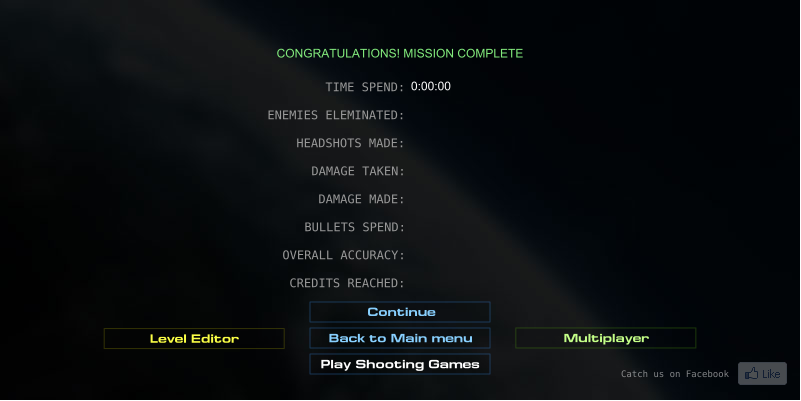 CONGRATULATIONS! MISSION COMPLETE
TIME SPEND: 0:00:00
ENEMIES ELEMINATED:
HEADSHOTS MADE:
DAMAGE TAKEN:
DAMAGE MADE:
BULLETS SPEND:
OVERALL ACCURACY:
CREDITS REACHED:
Continue
Level Editor Back to Main menu Multiplayer
Play Shooting Games
Catch us on Facebook Like